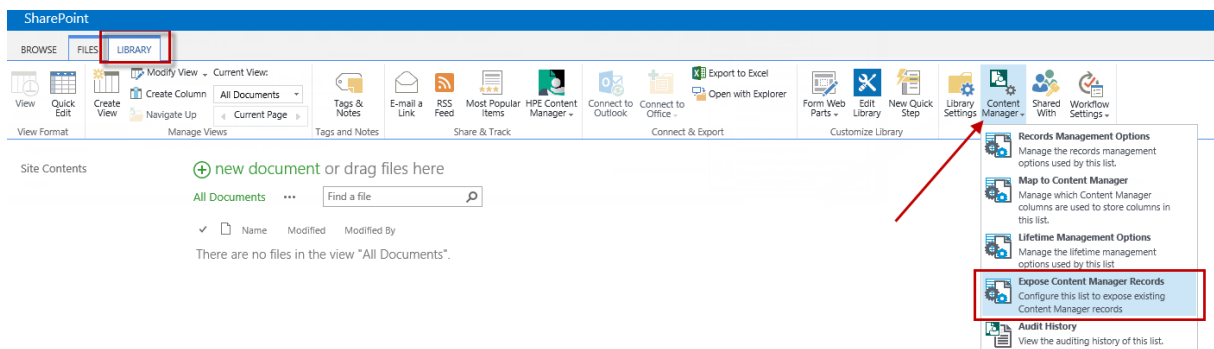 SharePoint
BROWSE FILES LIBRARY
View
Quick Edit
Create View
Modify View
Create Column
Navigate Up
Current View:
All Documents
Current Page
Tags & Notes
E-mail a Link
RSS Feed
Most Popular Items
HPE Content Manager
Connect to Outlook
Connect to Office
Export to Excel
Open with Explorer
Form Web Parts
Edit Library
New Quick Step
Library Settings
Content Manager
Shared With
Workflow Settings
View Format
Manage Views
Tags and Notes
Share & Track
Connect & Export
Customize Library
Site Contents
new document or drag files here
All Documents ••• Find a file
Name Modified Modified By
There are no files in the view "All Documents".
Records Management Options
Manage the records management
options used by this list.
Map to Content Manager
Manage which Content Manager
columns are used to store columns in
this list.
Lifetime Management Options
Manage the lifetime management
options used by this list
Expose Content Manager Records
Configure this list to expose existing
Content Manager records
Audit History
View the auditing history of this list.